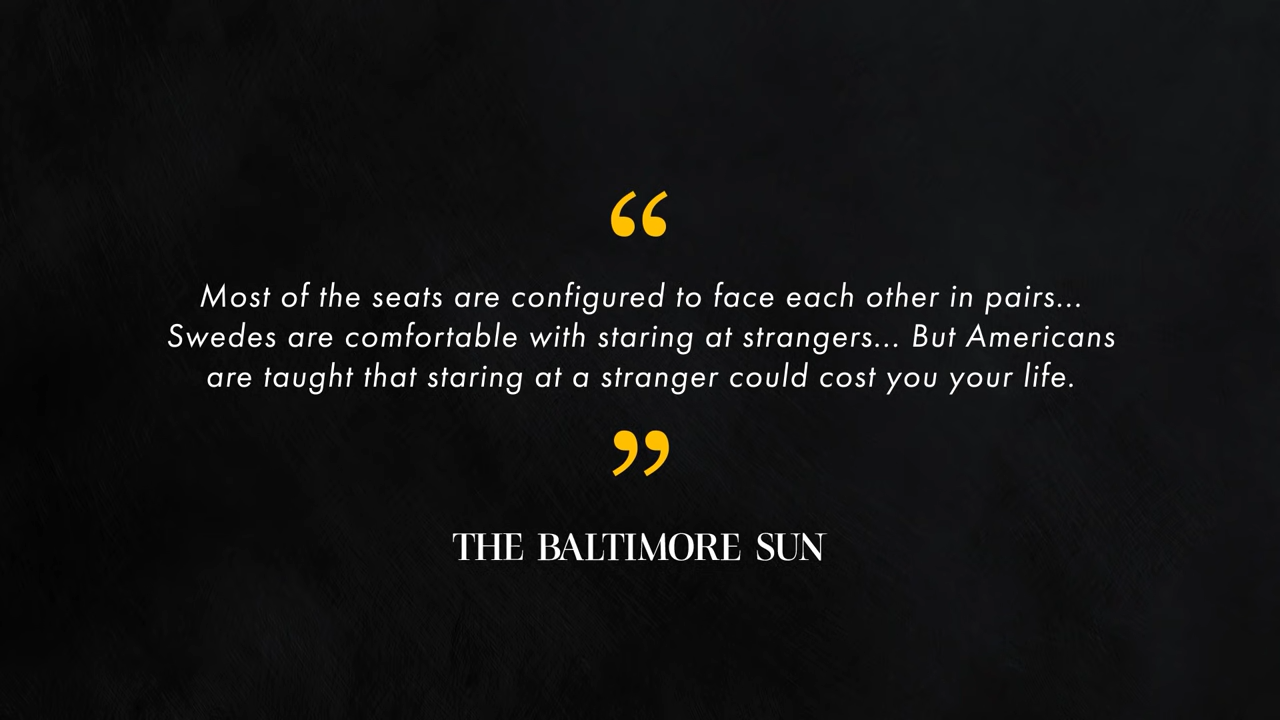 “
Most of the seats are configured to face each other in pairs...
Swedes are comfortable with staring at strangers... But Americans
are taught that staring at a stranger could cost you your life.
”
THE BALTIMORE SUN